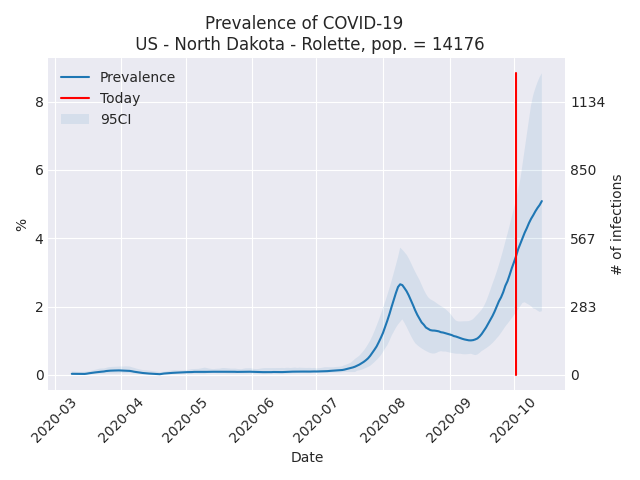 Prevalence of COVID-19
US - North Dakota - Rolette, pop. = 14176
Prevalence
Today
95CI
8
6
4
2
0
%
1134
850
567
283
0
# of infections
2020-03
2020-04
2020-05
2020-06
2020-07
2020-08
2020-09
2020-10
Date